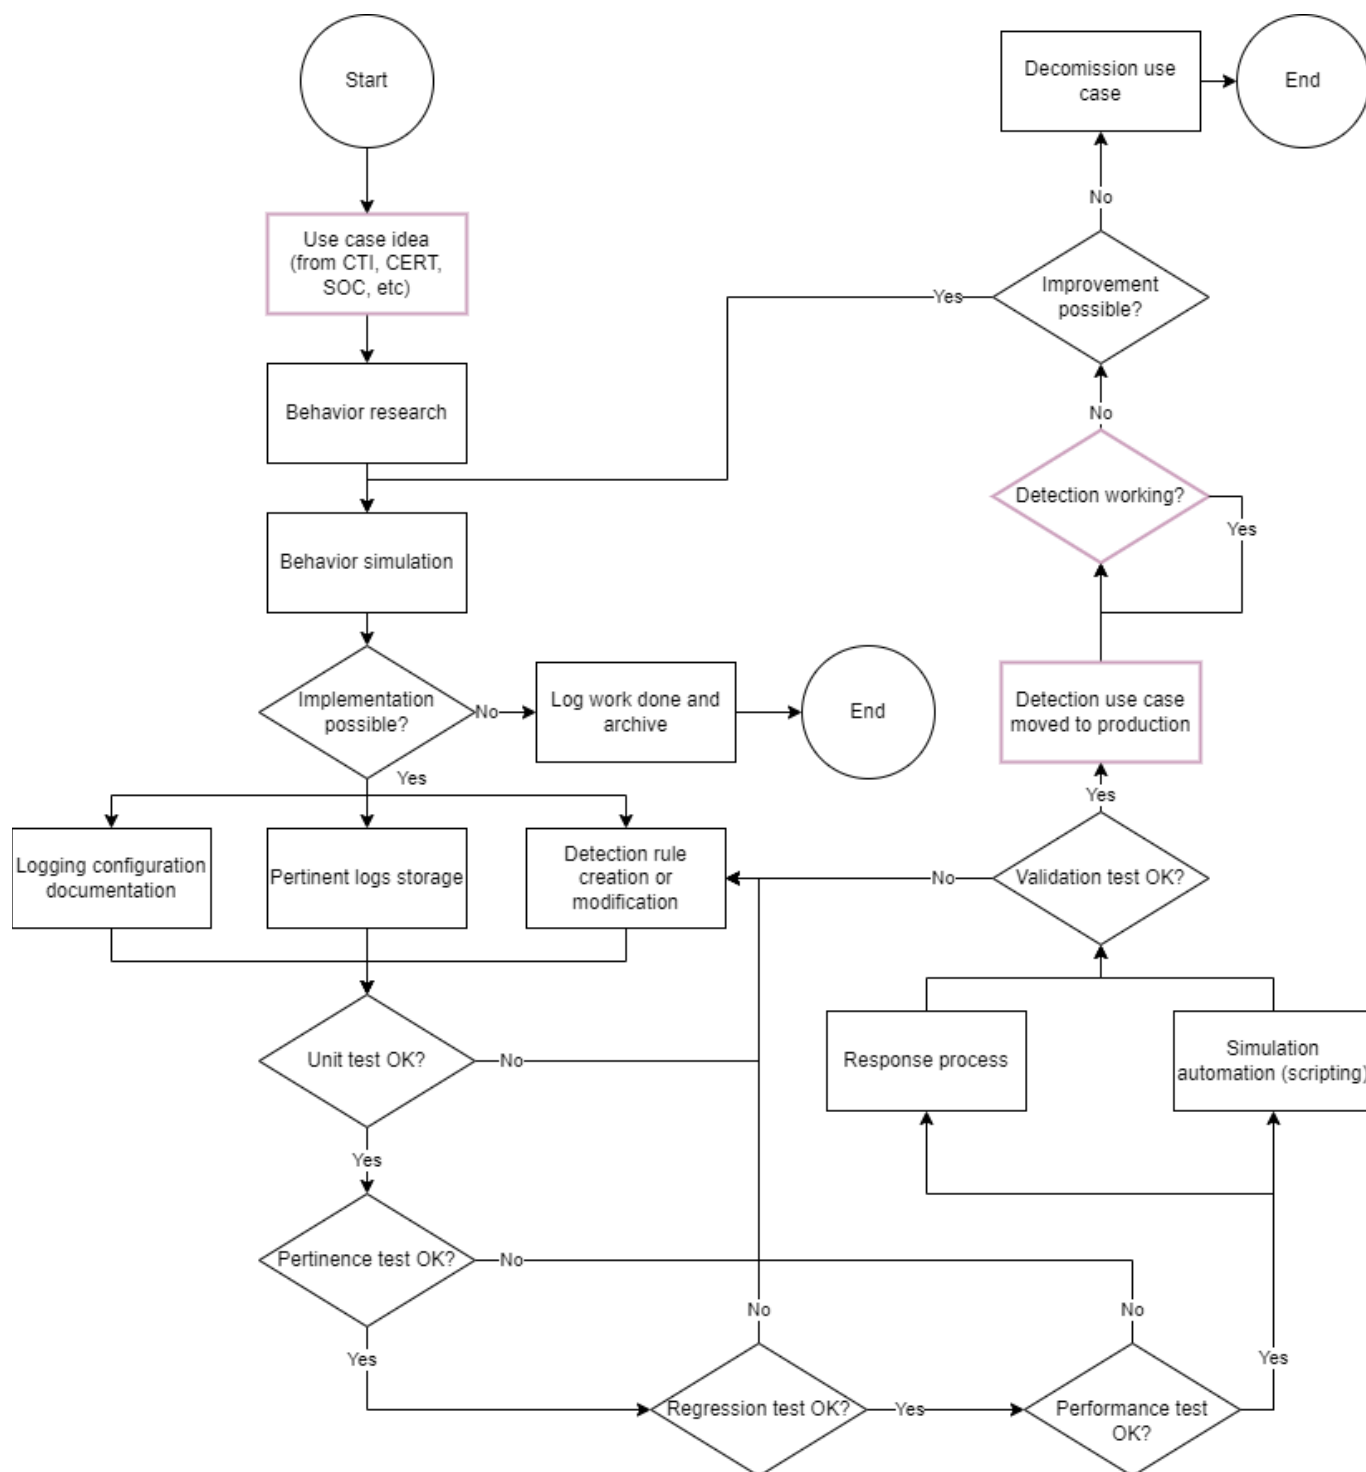 Start
Decomission use
case
End
Use case idea
(from CTI, CERT,
SOC, etc)
No
Improvement
possible?
Yes
Behavior research
No
Detection working?
Yes
Behavior simulation
Implementation
possible?
No
Log work done and
archive
End
Detection use case
moved to production
Yes
Yes
Logging configuration
documentation
Pertinent logs storage
Detection rule
creation or
modification
No
Validation test OK?
Unit test OK?
No
Response process
Simulation
automation (scripting)
Yes
Pertinence test OK?
No
No
No
Yes
Yes
Regression test OK?
Yes
Performance test
OK?